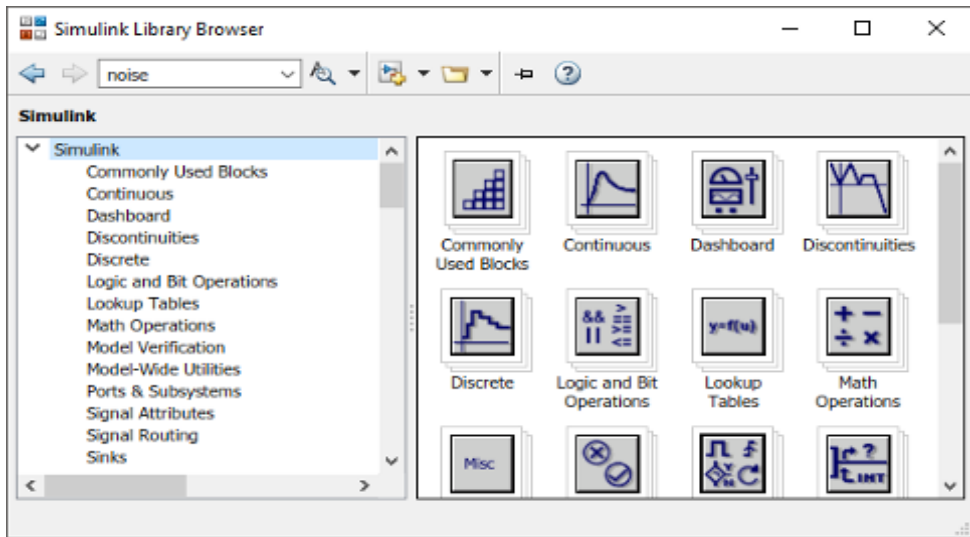 Simulink Library Browser
noise
Simulink
Simulink
Commonly Used Blocks
Continuous
Dashboard
Discontinuities
Discrete
Logic and Bit Operations
Lookup Tables
Math Operations
Model Verification
Model-Wide Utilities
Ports & Subsystems
Signal Attributes
Signal Routing
Sinks
Commonly
Used Blocks
Continuous
Dashboard
Discontinuities
&& >
|| ==
>=
<=
y=f(u)
+ −
÷ ×
Discrete
Logic and Bit
Operations
Lookup
Tables
Math
Operations
Misc
?
INT